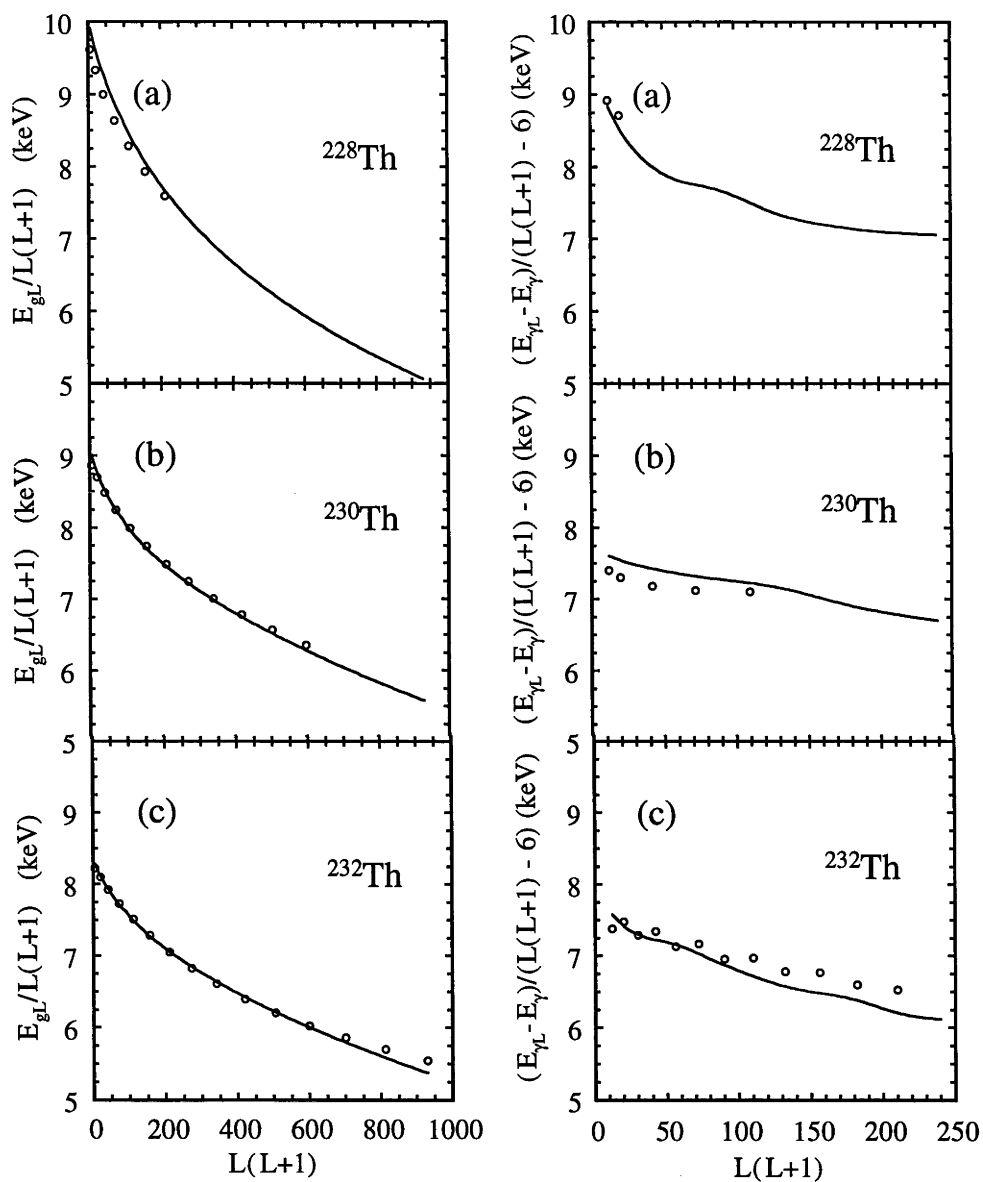 10
9
8
7
6
5
E_gL/L(L+1) (keV)
(a)
²²⁸Th
10
9
8
7
6
5
(E_γL-E_γ)/(L(L+1) - 6) (keV)
(a)
²²⁸Th
9
8
7
6
5
E_gL/L(L+1) (keV)
(b)
²³⁰Th
9
8
7
6
5
(E_γL-E_γ)/(L(L+1) - 6) (keV)
(b)
²³⁰Th
9
8
7
6
5
E_gL/L(L+1) (keV)
(c)
²³²Th
0 200 400 600 800 1000
L(L+1)
9
8
7
6
5
(E_γL-E_γ)/(L(L+1) - 6) (keV)
(c)
²³²Th
0 50 100 150 200 250
L(L+1)